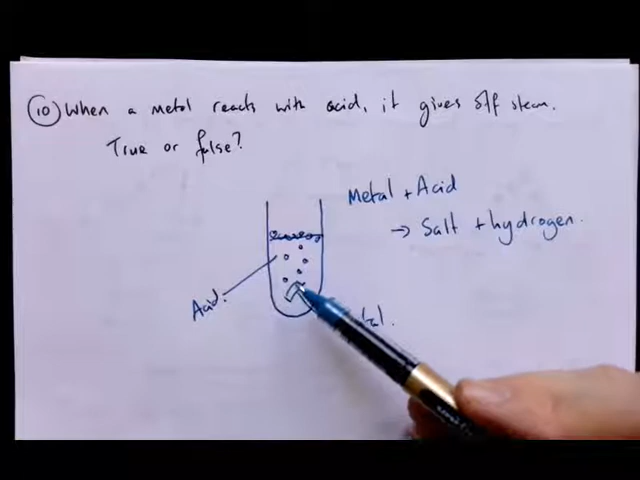 10 When a metal reacts with acid, it gives off steam.
True or false?
Metal + Acid
→ Salt + hydrogen.
Acid.